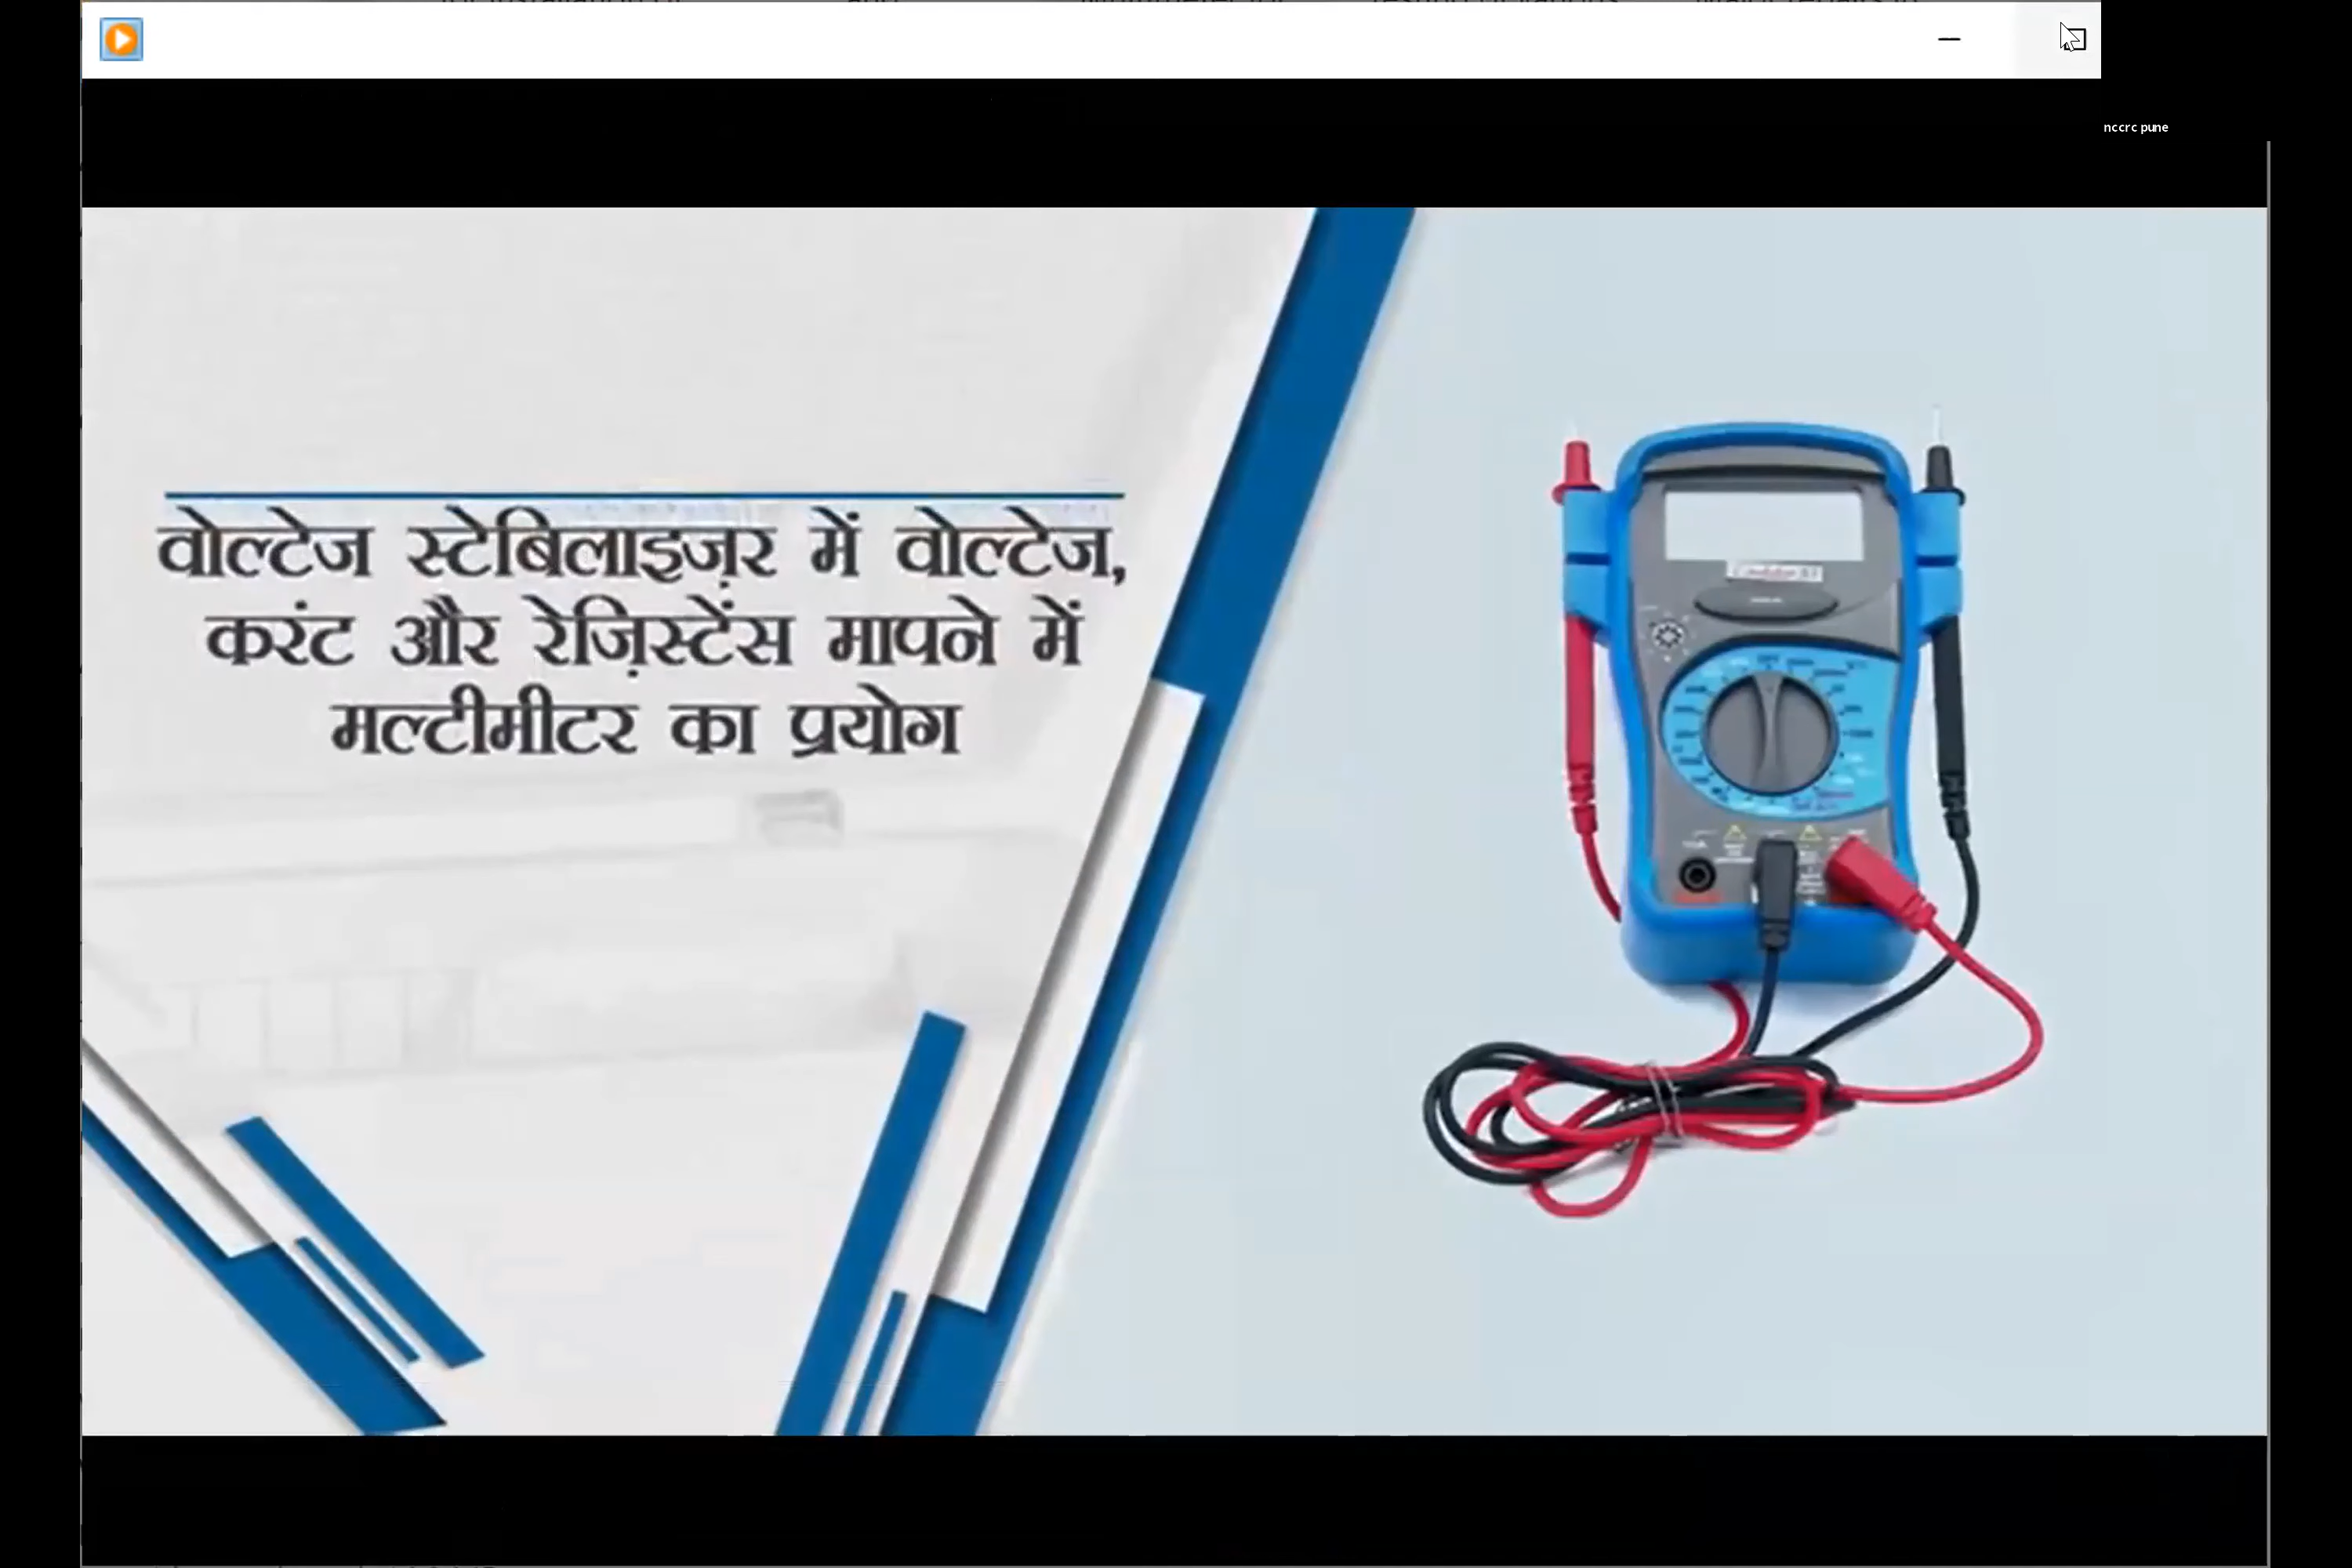 nccrc pune
वोल्टेज स्टेबिलाइज़र में वोल्टेज,
करंट और रेज़िस्टेंस मापने में
मल्टीमीटर का प्रयोग